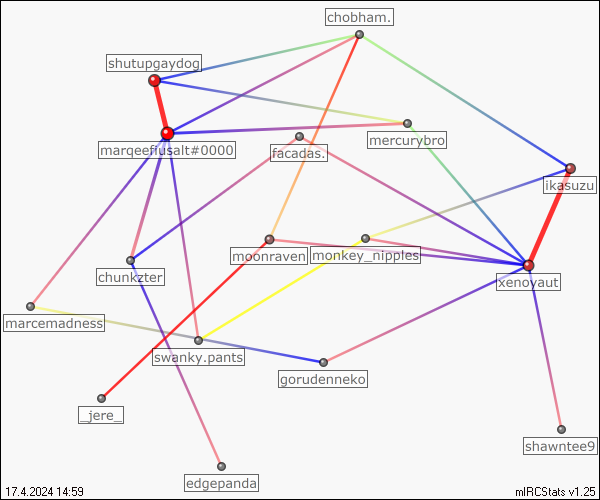 chobham.
shutupgaydog
mercurybro
marqeeflusalt#0000
facadas.
ikasuzu
moonraven
monkey_nipples
chunkzter
xenoyaut
marcemadness
swanky.pants
gorudenneko
_jere_
shawntee9
edgepanda
17.4.2024 14:59
mIRCStats v1.25